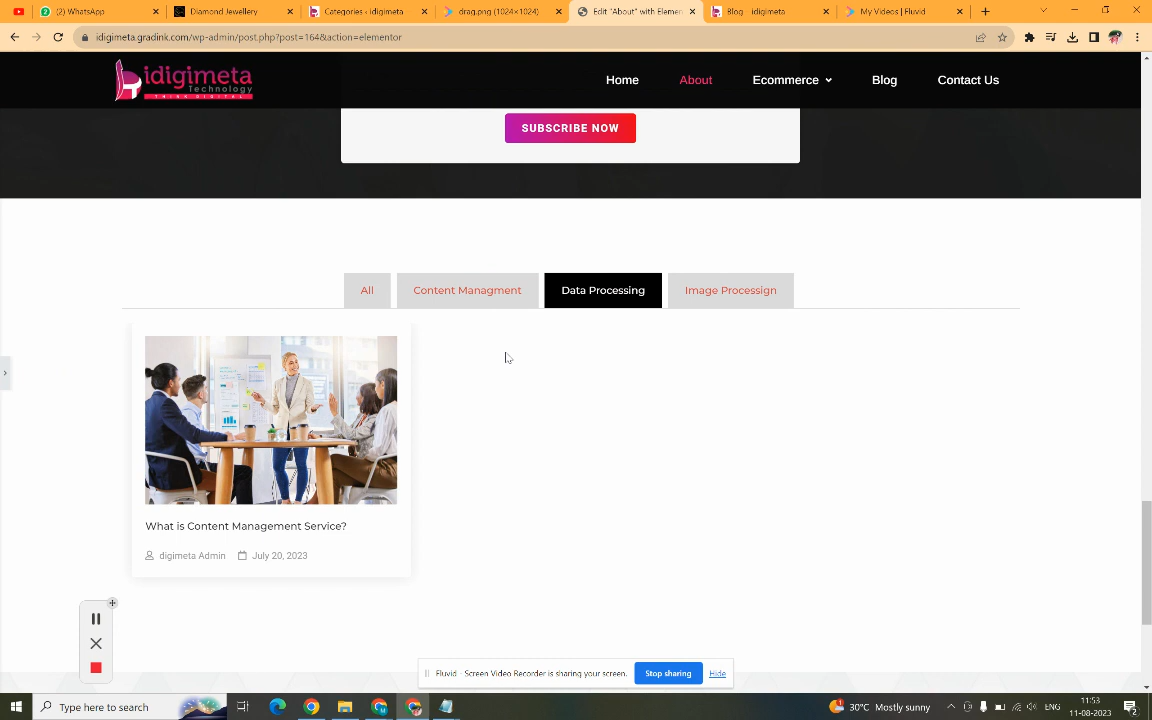 (2) WhatsApp
Diamond Jewellery
Categories ‹ idigimeta
drag.png (1024×1024)
Edit "About" with Elemen
Blog - idigimeta
My Videos | Fluvid
idigimeta.gradink.com/wp-admin/post.php?post=164&action=elementor
idigimeta
Technology
THINK DIGITAL
Home
About
Ecommerce
Blog
Contact Us
SUBSCRIBE NOW
All
Content Managment
Data Processing
Image Processign
What is Content Management Service?
digimeta Admin
July 20, 2023
Fluvid - Screen Video Recorder is sharing your screen.
Stop sharing
Hide
Type here to search
30°C Mostly sunny
ENG
11:53
11-08-2023
2